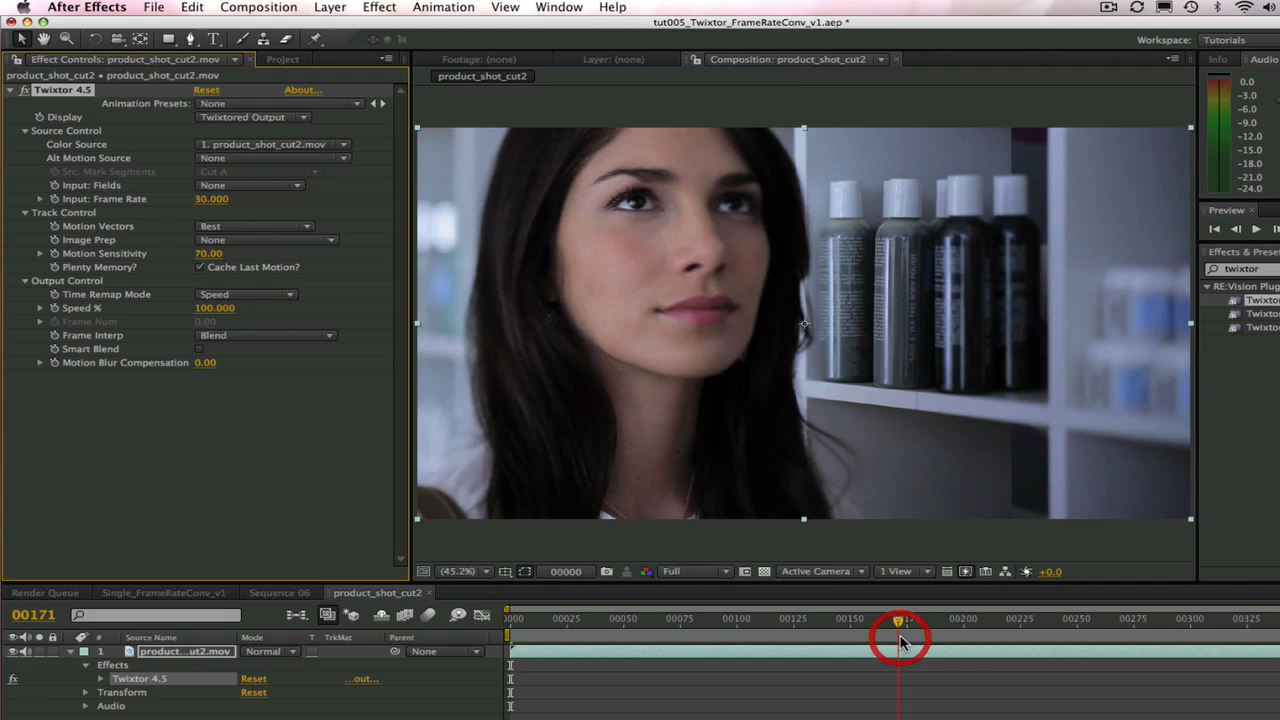 After Effects File Edit Composition Layer Effect Animation View Window Help
tut005_Twixtor_FrameRateConv_v1.aep *
Workspace: Tutorials
Effect Controls: product_shot_cut2.mov Project
Footage: (none) Layer: (none) Composition: product_shot_cut2
Info Audio
product_shot_cut2 • product_shot_cut2.mov
product_shot_cut2
fx Twixtor 4.5 Reset About...
Animation Presets: None
Display Twixtored Output
Source Control
Color Source 1. product_shot_cut2.mov
Alt Motion Source None
Src: Mark Segments Cut A
Input: Fields None
Input: Frame Rate 30.000
Track Control
Motion Vectors Best
Image Prep None
Motion Sensitivity 70.00
Plenty Memory? Cache Last Motion?
Output Control
Time Remap Mode Speed
Speed % 100.000
Frame Num 0.00
Frame Interp Blend
Smart Blend
Motion Blur Compensation 0.00
0.0
-3.0
-6.0
-9.0
-12.0
-15.0
-18.0
-21.0
-24.0
Preview
Effects & Preset
twixtor
RE:Vision Plug
Twixto
Twixtor
Twixtor
(45.2%) 00000 Full Active Camera 1 View +0.0
Render Queue Single_FrameRateConv_v1 Sequence 06 product_shot_cut2
00171
0000 00025 00050 00075 00100 00125 00150 00200 00225 00250 00275 00300 00325
# Source Name Mode T TrkMat Parent
1 product...ut2.mov Normal None
Effects
fx Twixtor 4.5 Reset ...out...
Transform Reset
Audio